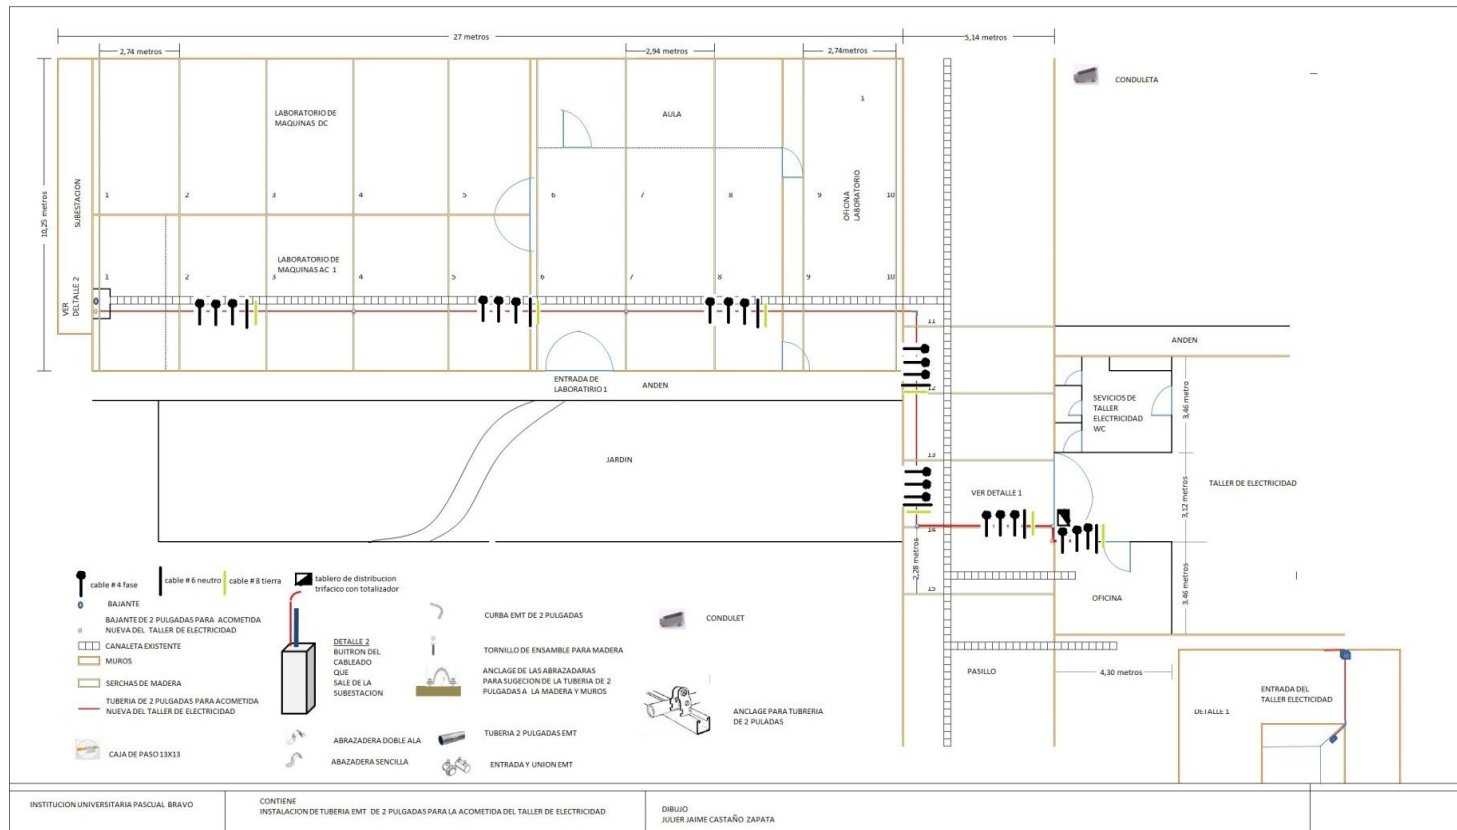 27 metros
5,14 metros
2,74 metros
2,94 metros
2,74metros
CONDULETA
1
LABORATORIO DE
MAQUINAS DC
AULA
10,25 metros
SUBESTACION
OFICINA
LABORATORIO
1
2
3
4
5
6
7
8
9
10
LABORATORIO DE
MAQUINAS AC 1
VER
DELTALLE 2
1
2
3
4
5
6
7
8
9
10
11
12
13
14
15
ENTRADA DE
LABORATIRIO 1
ANDEN
ANDEN
SEVICIOS DE
TALLER
ELECTRICIDAD
WC
3,46 metro
JARDIN
VER DETALLE 1
3,12 metros
TALLER DE ELECTRICIDAD
2,28 metros
OFICINA
3,46 metros
PASILLO
4,30 metros
cable # 4 fase
cable # 6 neutro
cable # 8 tierra
tablero de distribucion
trifacico con totalizador
BAJANTE
BAJANTE DE 2 PULGADAS PARA ACOMETIDA
NUEVA DEL TALLER DE ELECTRICIDAD
CANALETA EXISTENTE
MUROS
SERCHAS DE MADERA
TUBERIA DE 2 PULGADAS PARA ACOMETIDA
NUEVA DEL TALLER DE ELECTRICIDAD
CAJA DE PASO 13X13
DETALLE 2
BUITRON DEL
CABLEADO
QUE
SALE DE LA
SUBESTACION
ABRAZADERA DOBLE ALA
ABAZADERA SENCILLA
CURBA EMT DE 2 PULGADAS
TORNILLO DE ENSAMBLE PARA MADERA
ANCLAGE DE LAS ABRAZADARAS
PARA SUGECION DE LA TUBERIA DE 2
PULGADAS A LA MADERA Y MUROS
TUBERIA 2 PULGADAS EMT
ENTRADA Y UNION EMT
CONDULET
ANCLAGE PARA TUBRERIA
DE 2 PULADAS
DETALLE 1
ENTRADA DEL
TALLER ELECTICIDAD
INSTITUCION UNIVERSITARIA PASCUAL BRAVO
CONTIENE
INSTALACION DE TUBERIA EMT DE 2 PULGADAS PARA LA ACOMETIDA DEL TALLER DE ELECTRICIDAD
DIBUJO
JULIER JAIME CASTAÑO ZAPATA